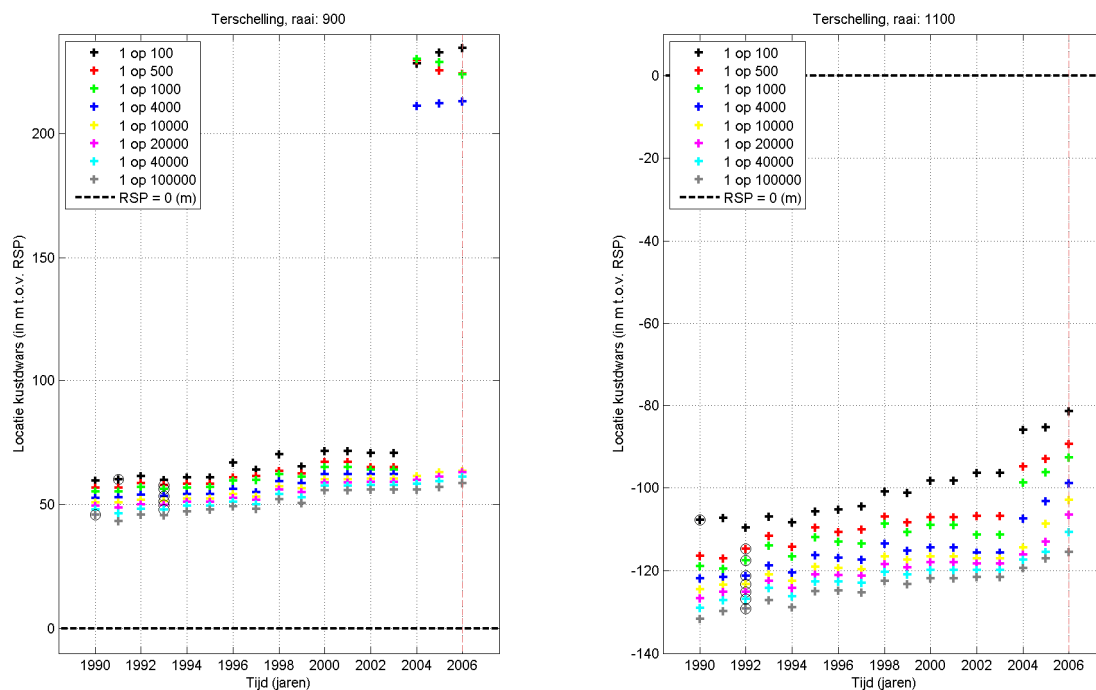 Terschelling, raai: 900
1 op 100
1 op 500
1 op 1000
1 op 4000
1 op 10000
1 op 20000
1 op 40000
1 op 100000
RSP = 0 (m)
200
150
100
50
0
Locatie kustdwars (in m t.o.v. RSP)
1990 1992 1994 1996 1998 2000 2002 2004 2006
Tijd (jaren)
Terschelling, raai: 1100
1 op 100
1 op 500
1 op 1000
1 op 4000
1 op 10000
1 op 20000
1 op 40000
1 op 100000
RSP = 0 (m)
0
-20
-40
-60
-80
-100
-120
-140
Locatie kustdwars (in m t.o.v. RSP)
1990 1992 1994 1996 1998 2000 2002 2004 2006
Tijd (jaren)